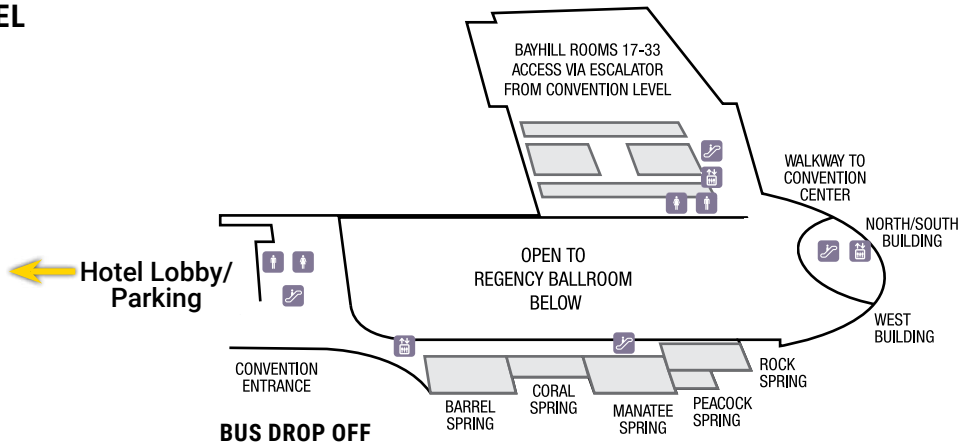 EL
BAYHILL ROOMS 17-33
ACCESS VIA ESCALATOR
FROM CONVENTION LEVEL
WALKWAY TO
CONVENTION
CENTER
NORTH/SOUTH
BUILDING
Hotel Lobby/
Parking
OPEN TO
REGENCY BALLROOM
BELOW
WEST
BUILDING
CONVENTION
ENTRANCE
BARREL
SPRING
CORAL
SPRING
MANATEE
SPRING
PEACOCK
SPRING
ROCK
SPRING
BUS DROP OFF